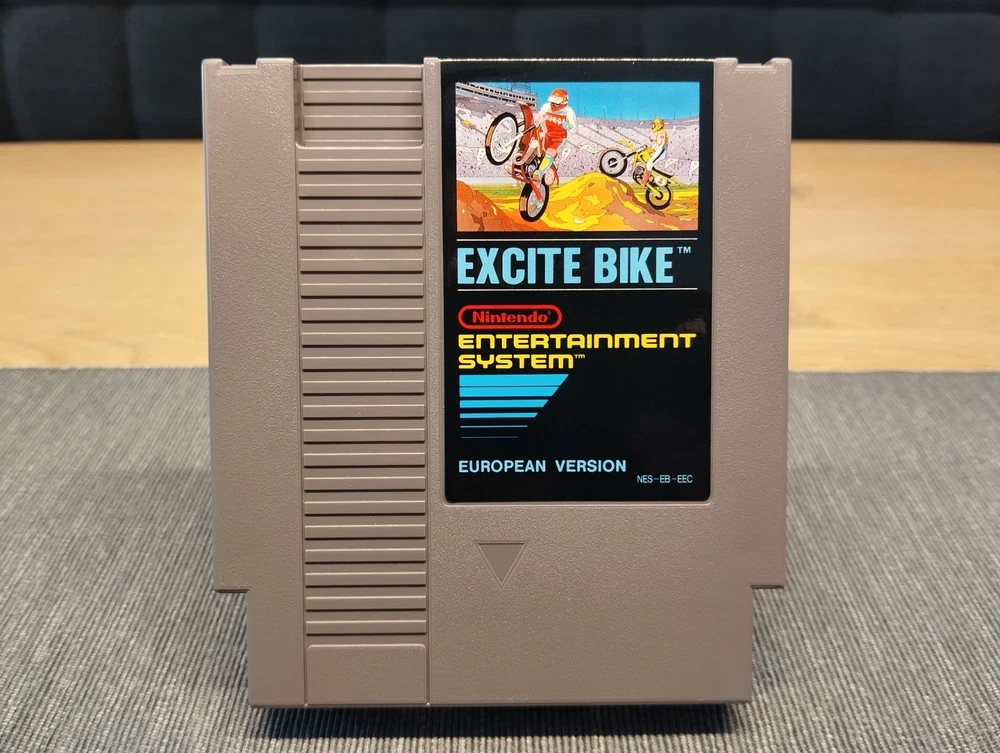 EXCITE BIKE™
Nintendo®
ENTERTAINMENT
SYSTEM™
EUROPEAN VERSION
NES-EB-EEC